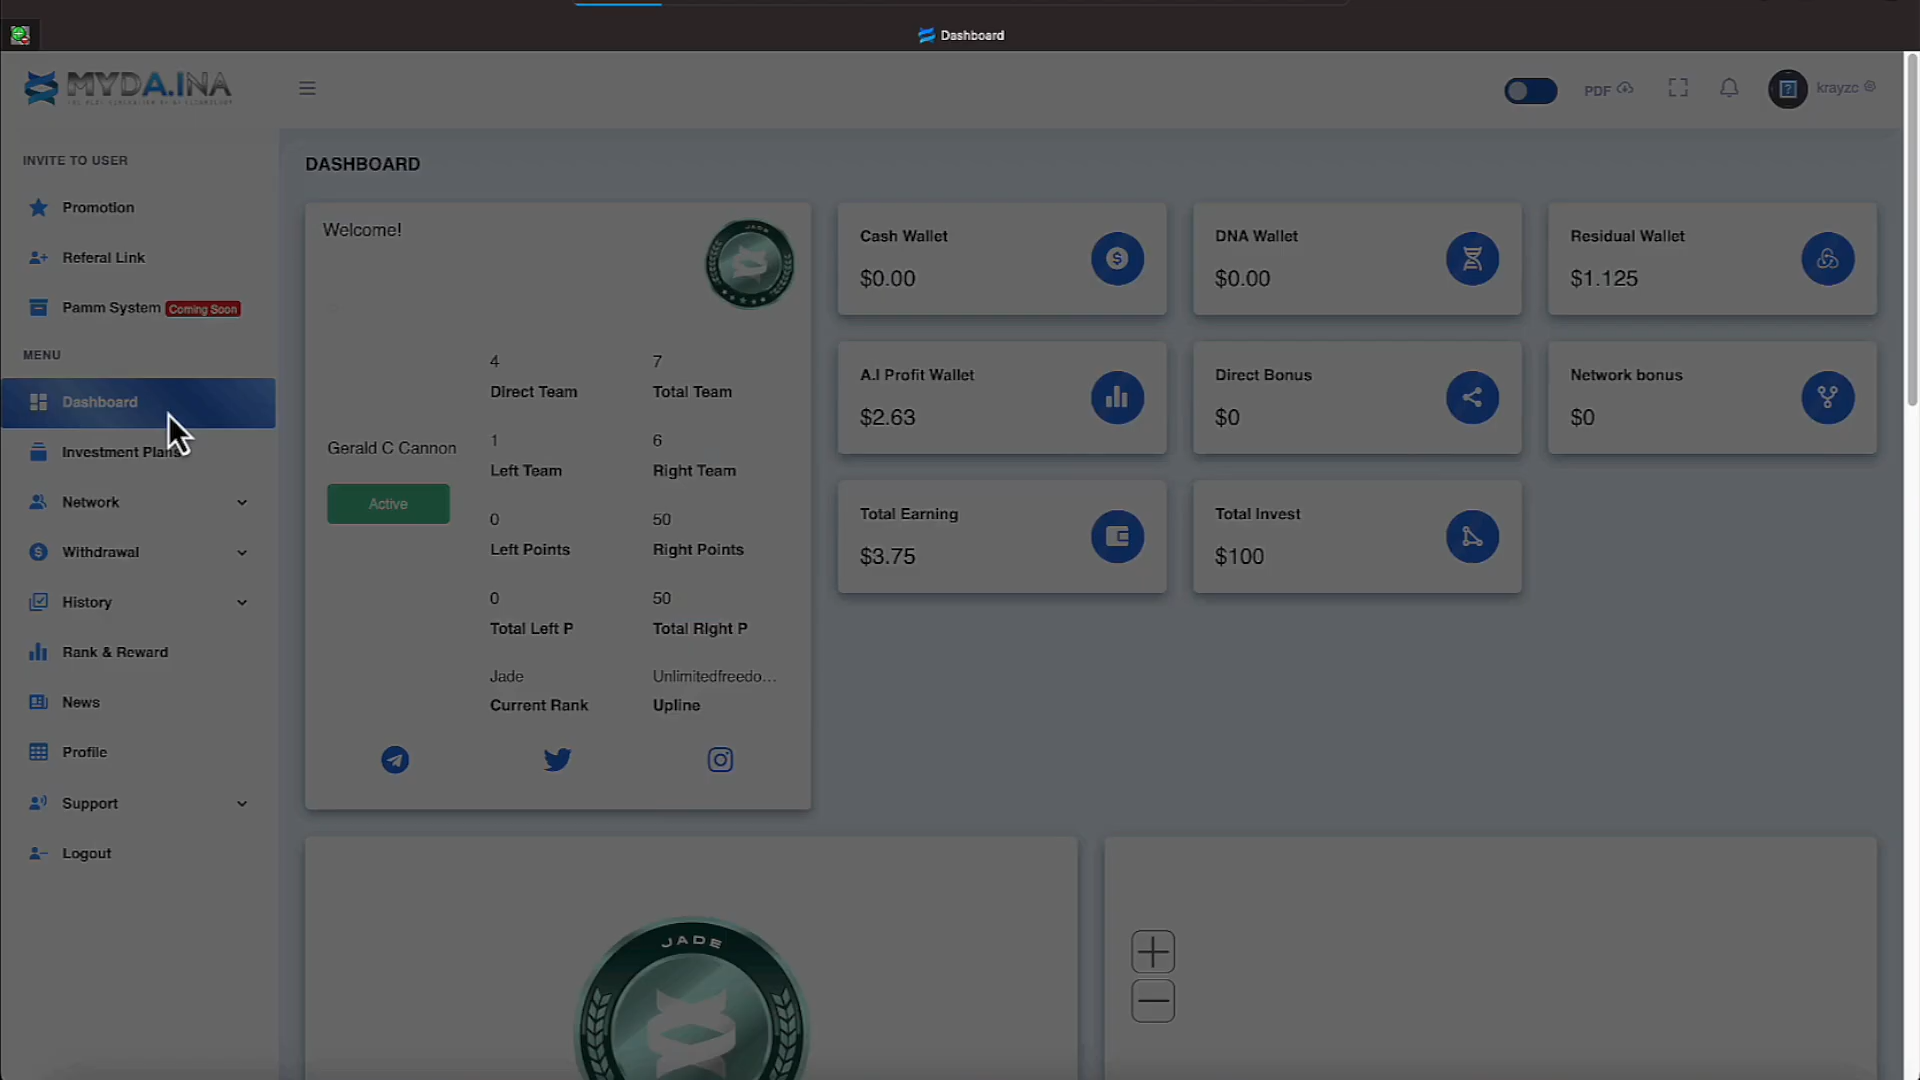 Dashboard
MYDA.INA
PDF
krayzc
INVITE TO USER
Promotion
Referal Link
Pamm System Coming Soon
MENU
Dashboard
Investment Plans
Network
Withdrawal
History
Rank & Reward
News
Profile
Support
Logout
DASHBOARD
Welcome!
JADE
4
Direct Team
7
Total Team
Gerald C Cannon
Active
1
Left Team
6
Right Team
0
Left Points
50
Right Points
0
Total Left P
50
Total Right P
Jade
Current Rank
Unlimitedfreedo...
Upline
Cash Wallet
$0.00
DNA Wallet
$0.00
Residual Wallet
$1.125
A.I Profit Wallet
$2.63
Direct Bonus
$0
Network bonus
$0
Total Earning
$3.75
Total Invest
$100
JADE